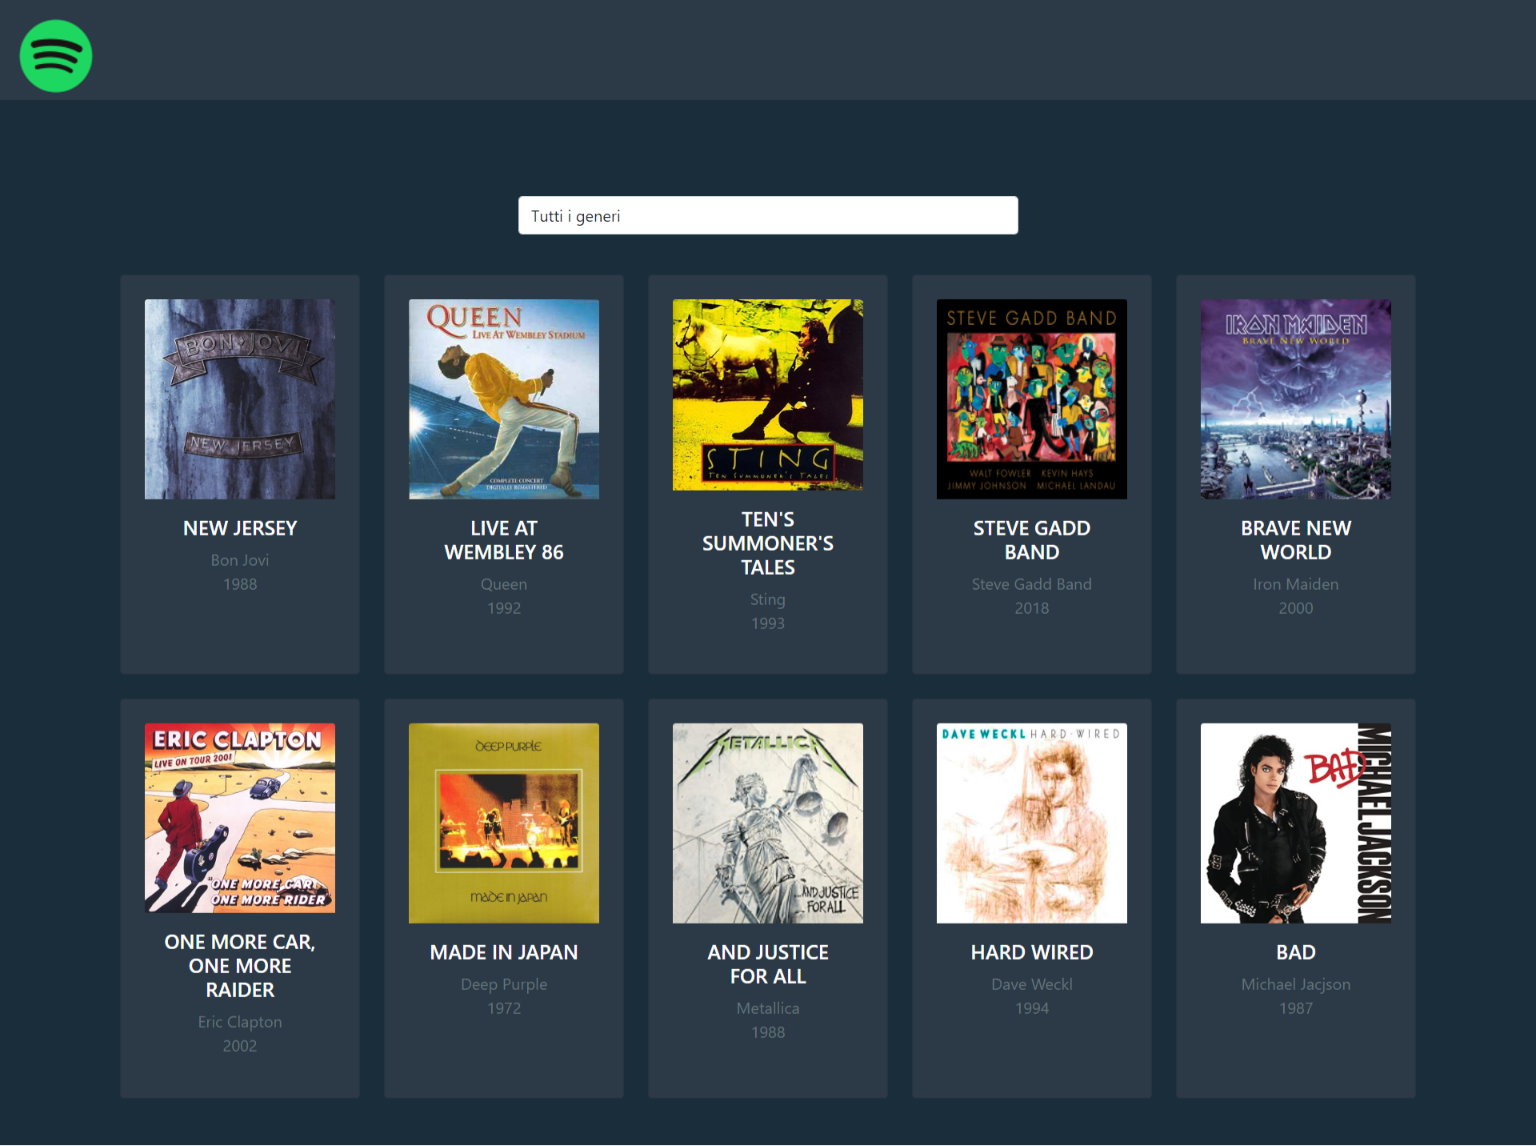 Tutti i generi
BON JOVI
NEW JERSEY
QUEEN
LIVE AT WEMBLEY STADIUM
COMPLETE CONCERT
DIGITALLY REMASTERED
STING
TEN SUMMONER'S TALES
STEVE GADD BAND
WALT FOWLER KEVIN HAYS
JIMMY JOHNSON MICHAEL LANDAU
IRON MAIDEN
BRAVE NEW WORLD
NEW JERSEY
Bon Jovi
1988
LIVE AT
WEMBLEY 86
Queen
1992
TEN'S
SUMMONER'S
TALES
Sting
1993
STEVE GADD
BAND
Steve Gadd Band
2018
BRAVE NEW
WORLD
Iron Maiden
2000
ERIC CLAPTON
LIVE ON TOUR 2001
ONE MORE CAR
ONE MORE RIDER
DEEP PURPLE
made in Japan
METALLICA
...AND JUSTICE
FOR ALL
DAVE WECKL HARD·WIRED
BAD
MICHAEL JACKSON
ONE MORE CAR,
ONE MORE
RAIDER
Eric Clapton
2002
MADE IN JAPAN
Deep Purple
1972
AND JUSTICE
FOR ALL
Metallica
1988
HARD WIRED
Dave Weckl
1994
BAD
Michael Jacjson
1987